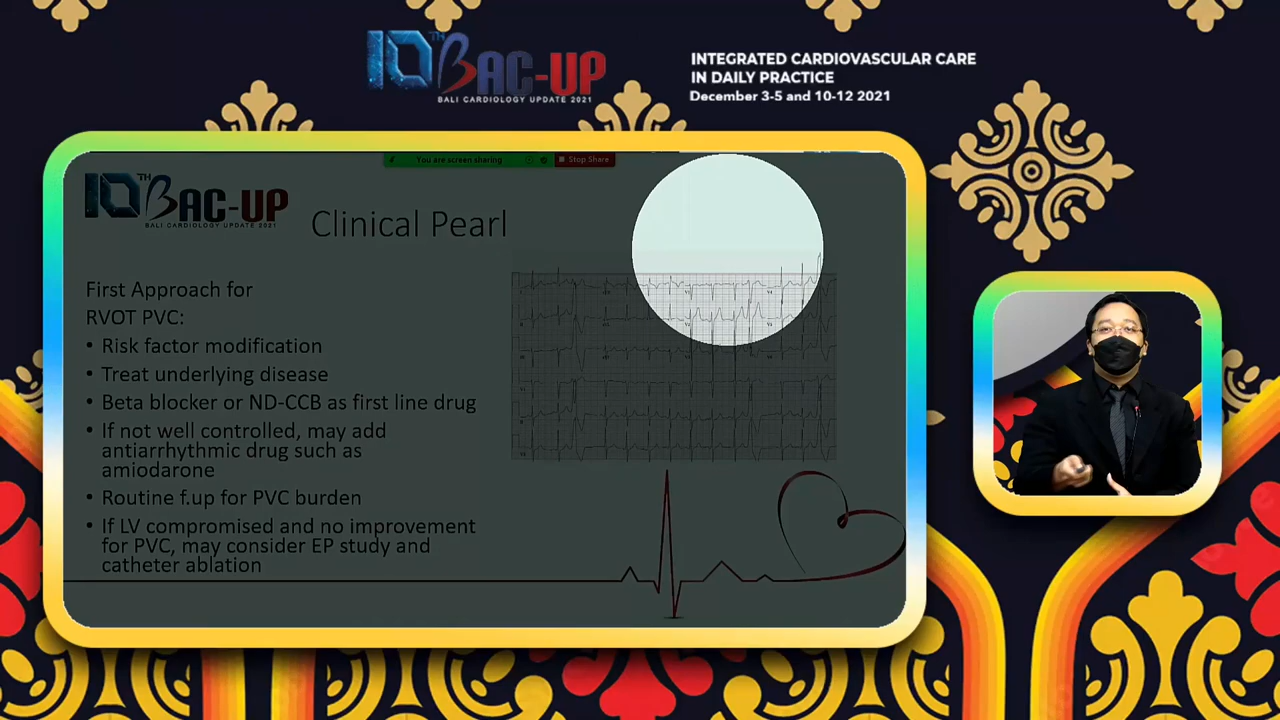 10TH BAC-UP
BALI CARDIOLOGY UPDATE 2021
INTEGRATED CARDIOVASCULAR CARE
IN DAILY PRACTICE
December 3-5 and 10-12 2021
You are screen sharing
Stop Share
10TH BAC-UP
BALI CARDIOLOGY UPDATE 2021
Clinical Pearl
First Approach for
RVOT PVC:
• Risk factor modification
• Treat underlying disease
• Beta blocker or ND-CCB as first line drug
• If not well controlled, may add
antiarrhythmic drug such as
amiodarone
• Routine f.up for PVC burden
• If LV compromised and no improvement
for PVC, may consider EP study and
catheter ablation